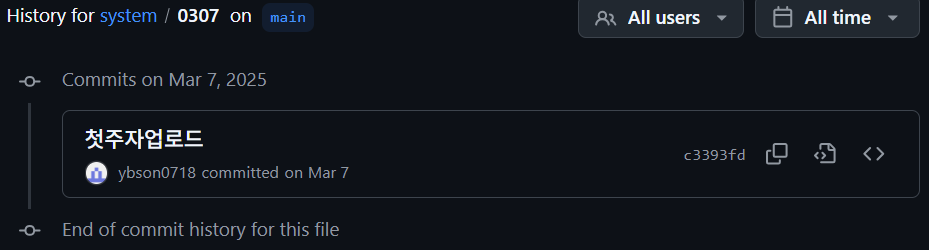 History for system / 0307 on main
All users
All time
Commits on Mar 7, 2025
첫주자업로드
c3393fd
ybson0718 committed on Mar 7
End of commit history for this file